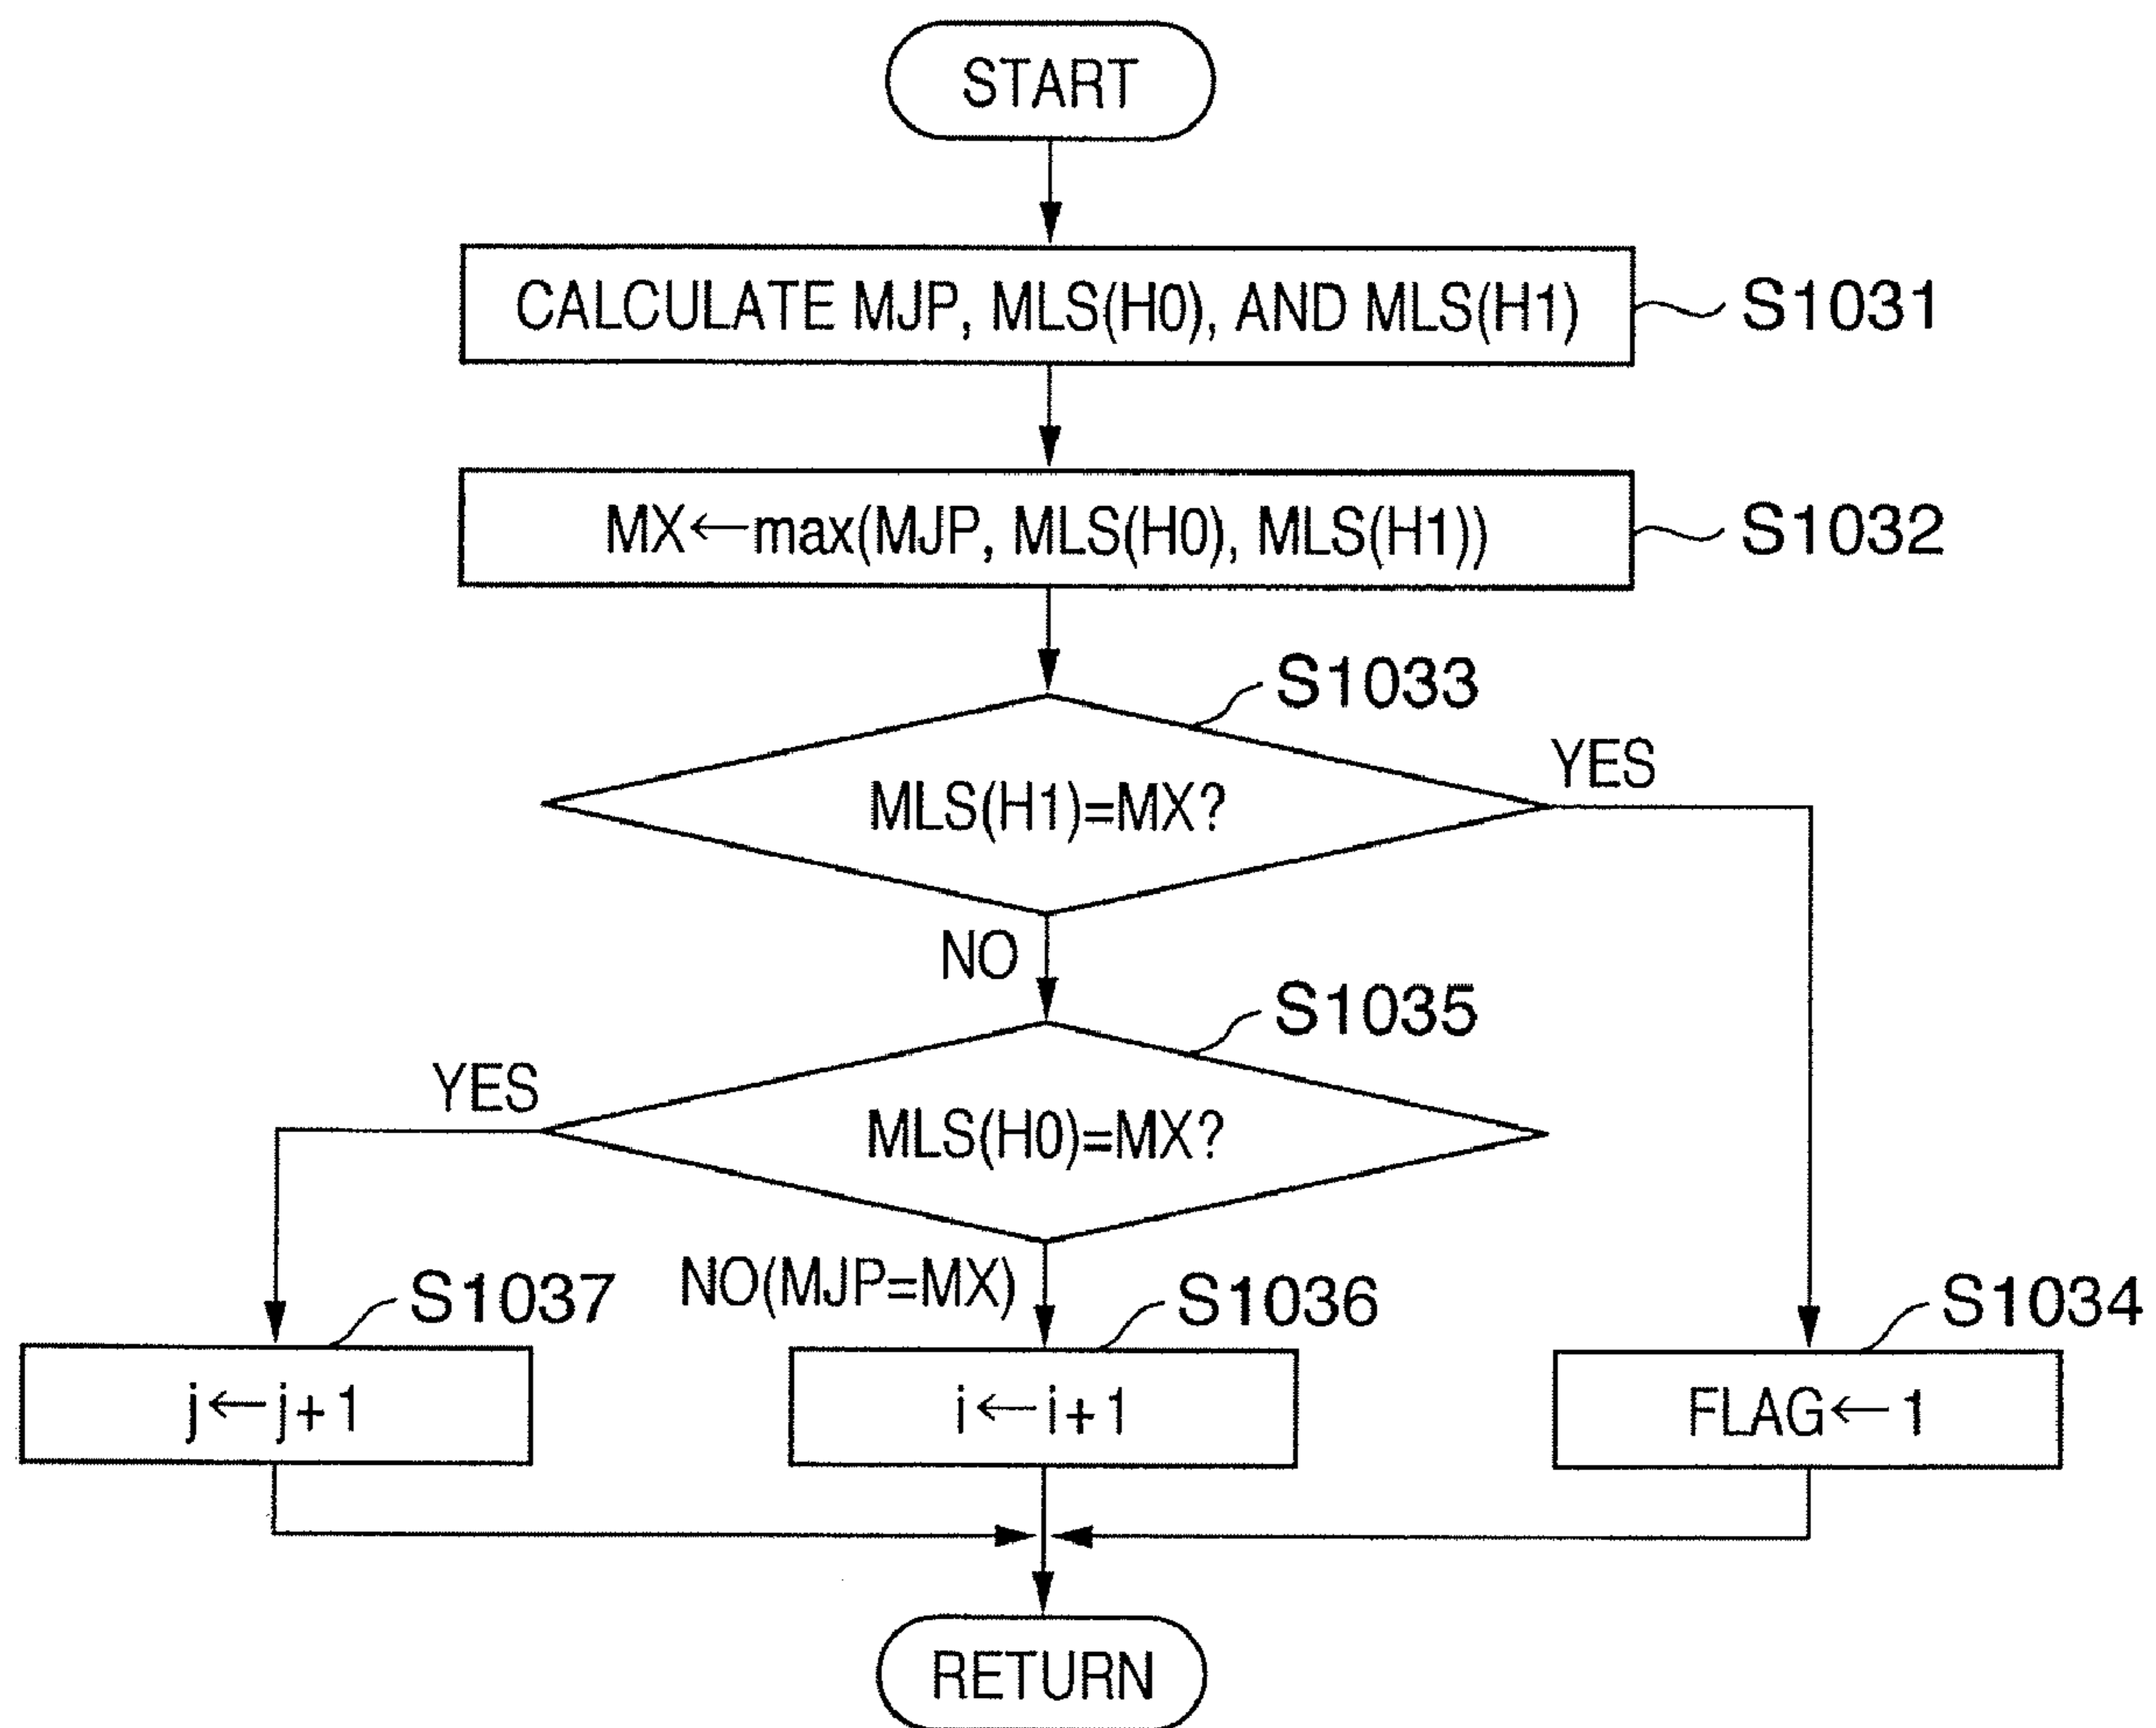 START
CALCULATE MJP, MLS(H0), AND MLS(H1)
S1031
MX←max(MJP, MLS(H0), MLS(H1))
S1032
S1033
MLS(H1)=MX?
YES
NO
S1035
MLS(H0)=MX?
YES
NO(MJP=MX)
S1037
S1036
S1034
j←j+1
i←i+1
FLAG←1
RETURN